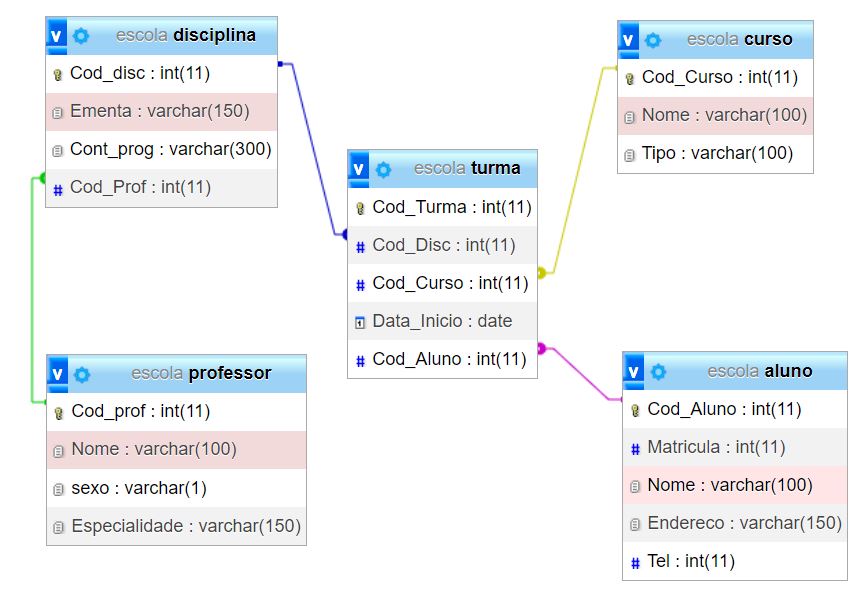 v escola disciplina
Cod_disc : int(11)
Ementa : varchar(150)
Cont_prog : varchar(300)
# Cod_Prof : int(11)
v escola curso
Cod_Curso : int(11)
Nome : varchar(100)
Tipo : varchar(100)
v escola turma
Cod_Turma : int(11)
# Cod_Disc : int(11)
# Cod_Curso : int(11)
Data_Inicio : date
# Cod_Aluno : int(11)
v escola professor
Cod_prof : int(11)
Nome : varchar(100)
sexo : varchar(1)
Especialidade : varchar(150)
v escola aluno
Cod_Aluno : int(11)
# Matricula : int(11)
Nome : varchar(100)
Endereco : varchar(150)
# Tel : int(11)